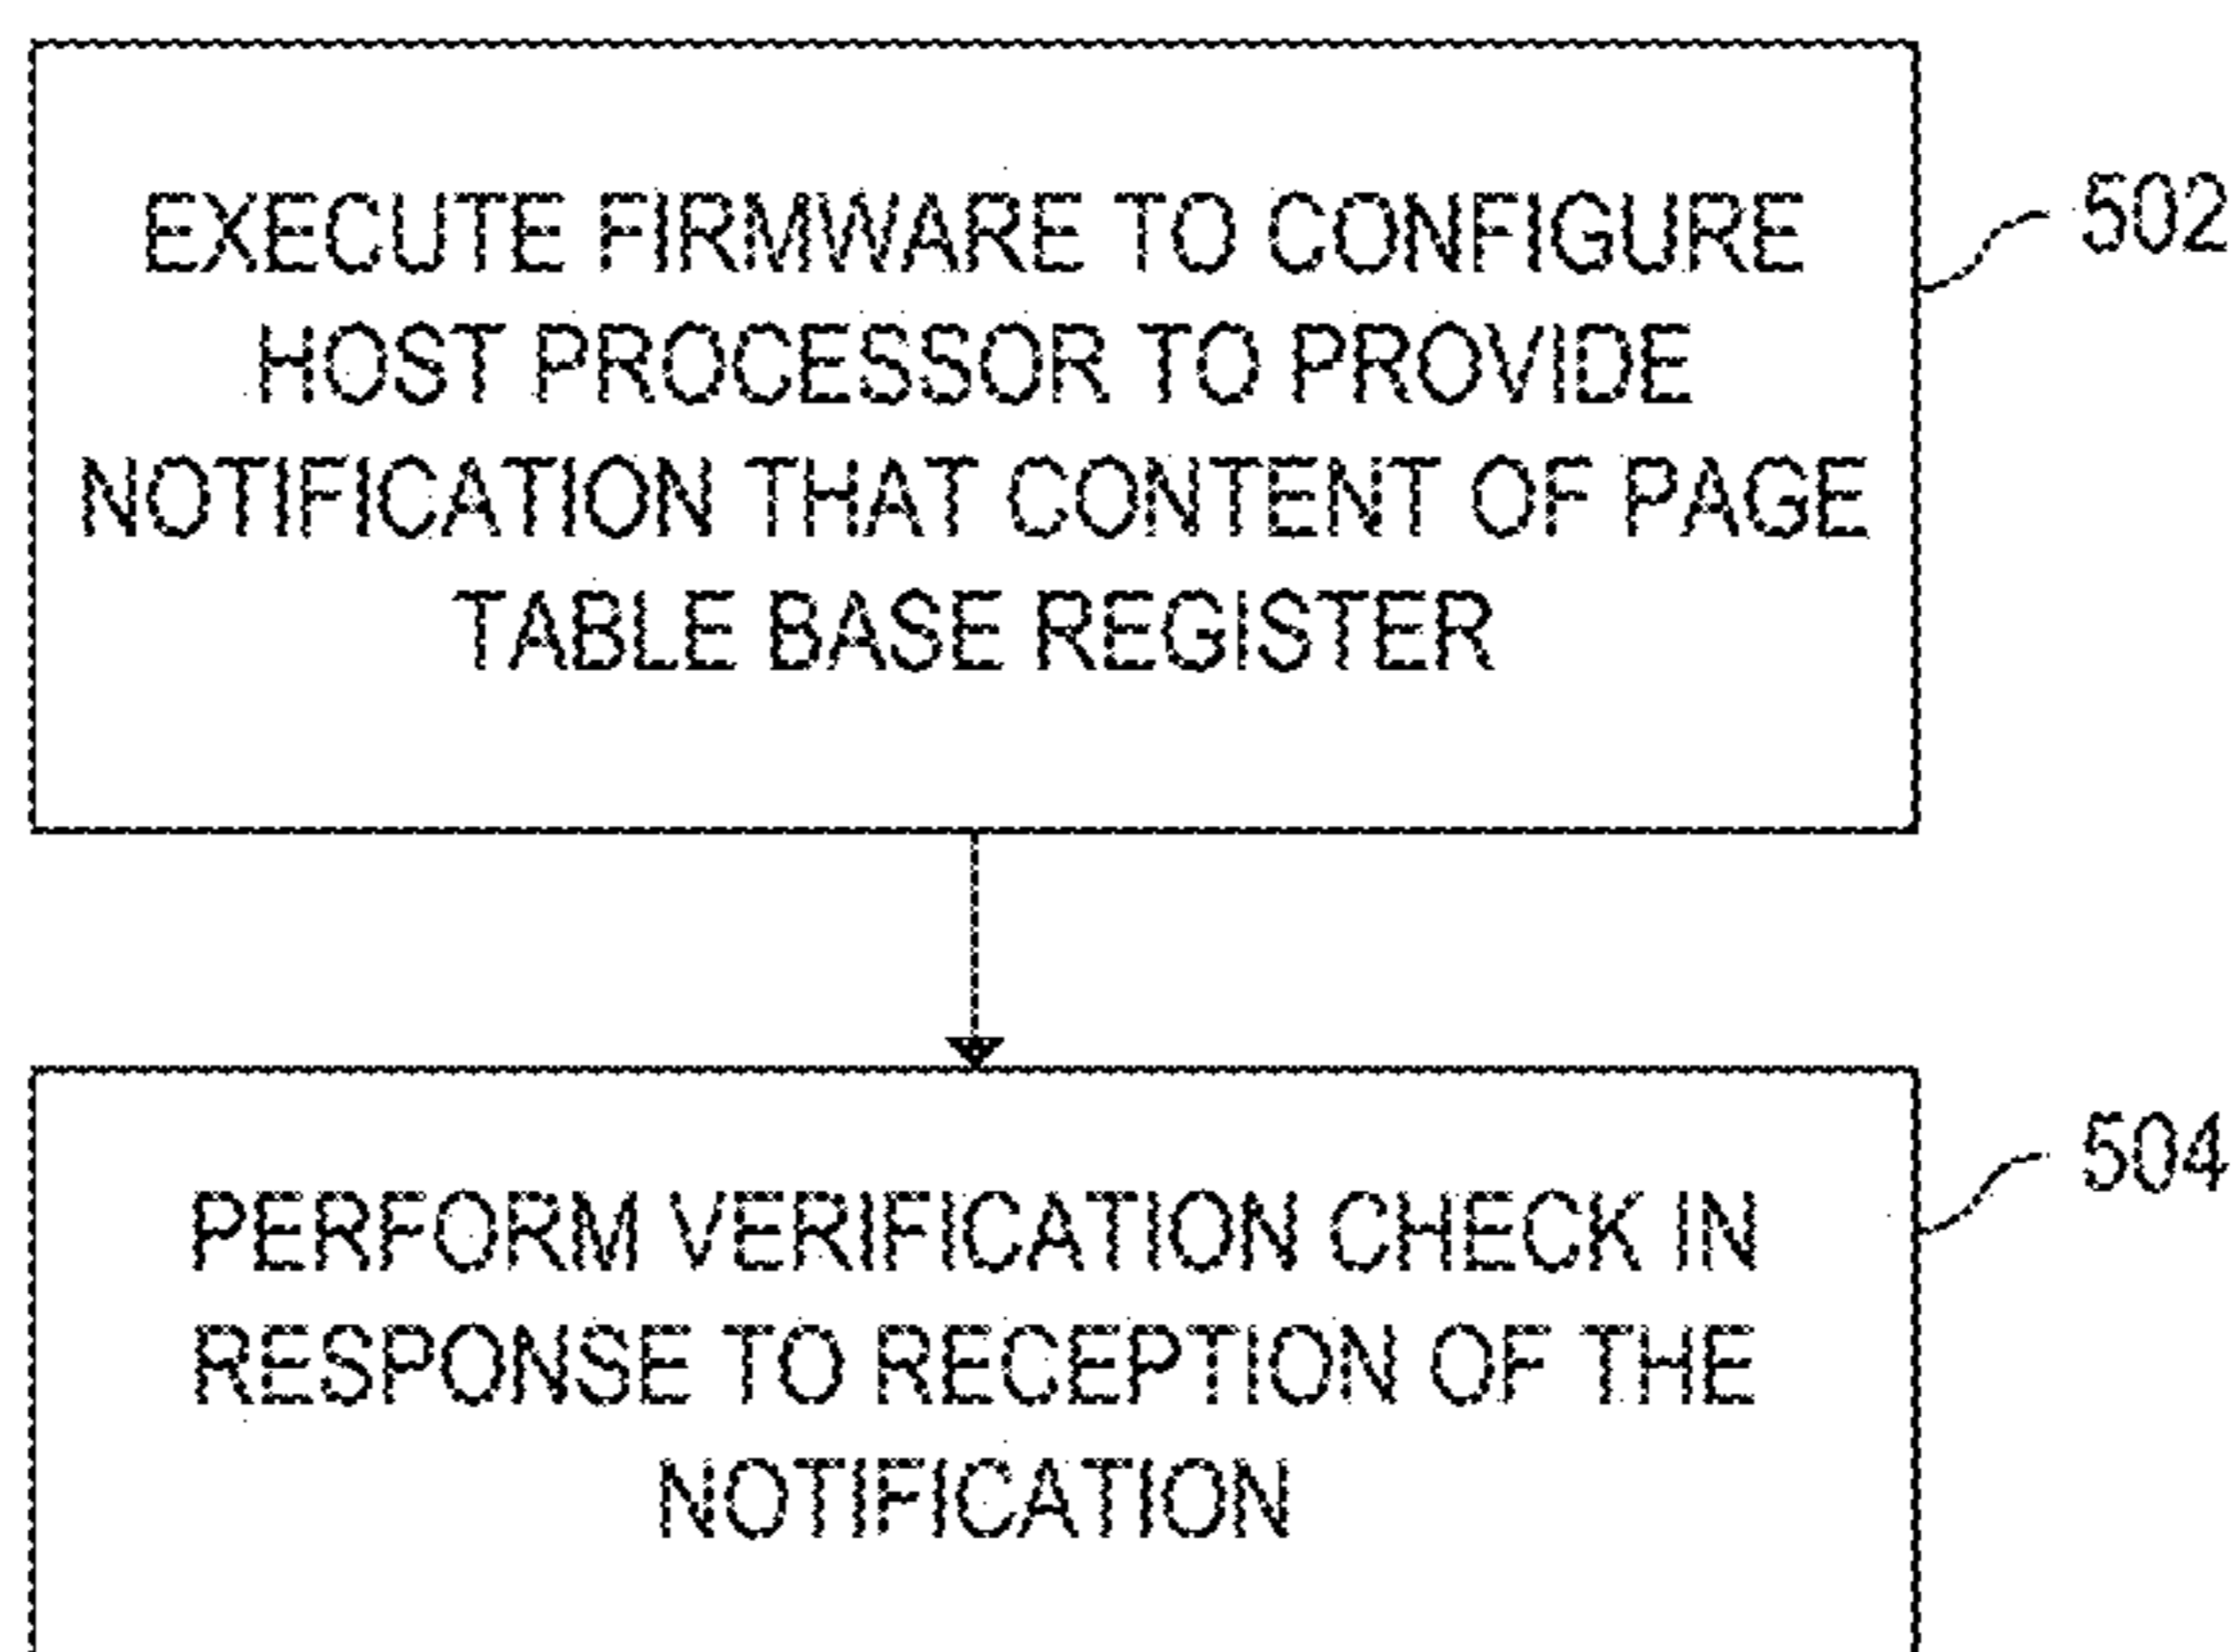 EXECUTE FIRMWARE TO CONFIGURE
HOST PROCESSOR TO PROVIDE
NOTIFICATION THAT CONTENT OF PAGE
TABLE BASE REGISTER
502
PERFORM VERIFICATION CHECK IN
RESPONSE TO RECEPTION OF THE
NOTIFICATION
504